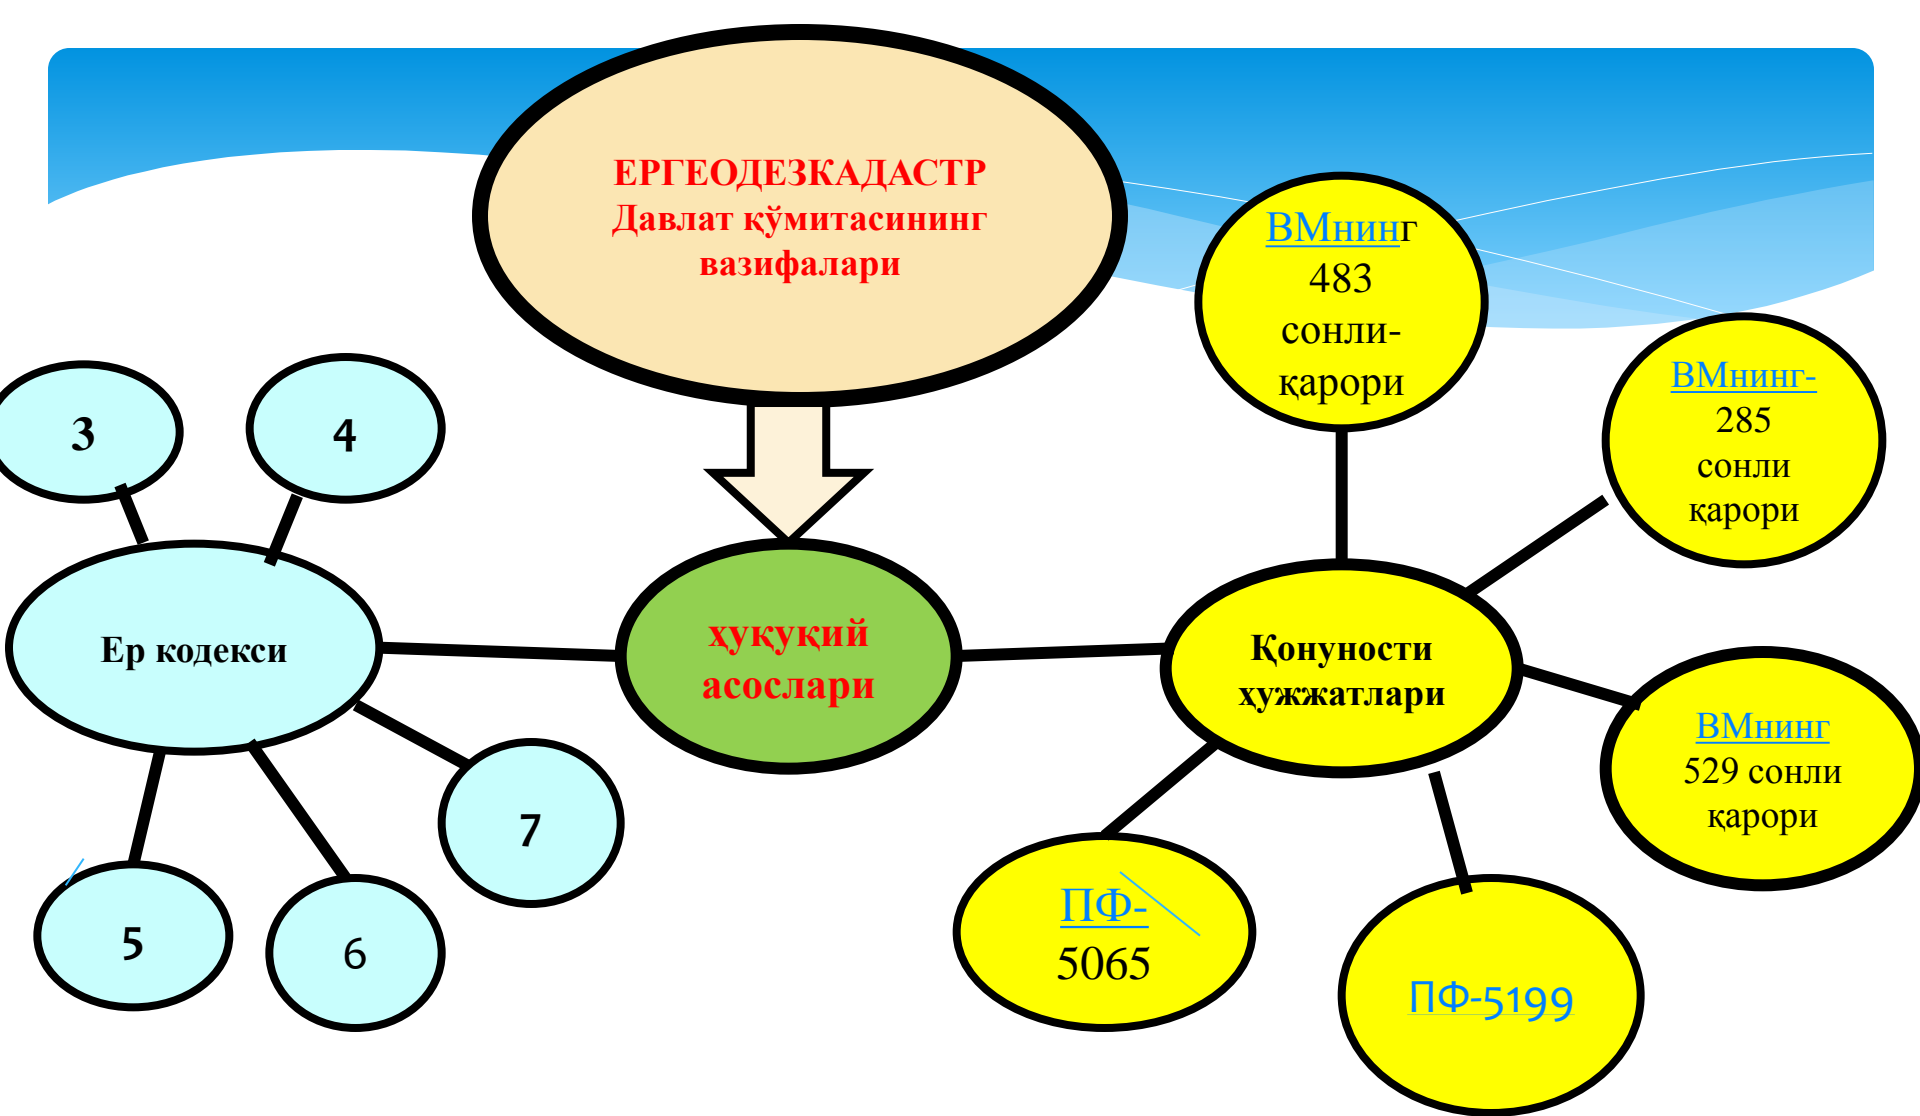 ЕРГЕОДЕЗКАДАСТР
Давлат қўмитасининг
вазифалари
ВМнинг
483
сонли-
қарори
ВМнинг-
285
сонли
қарори
3
4
Ер кодекси
ҳуқуқий
асослари
Қонуности
ҳужжатлари
ВМнинг
529 сонли
қарори
7
5
6
ПФ-
5065
ПФ-5199